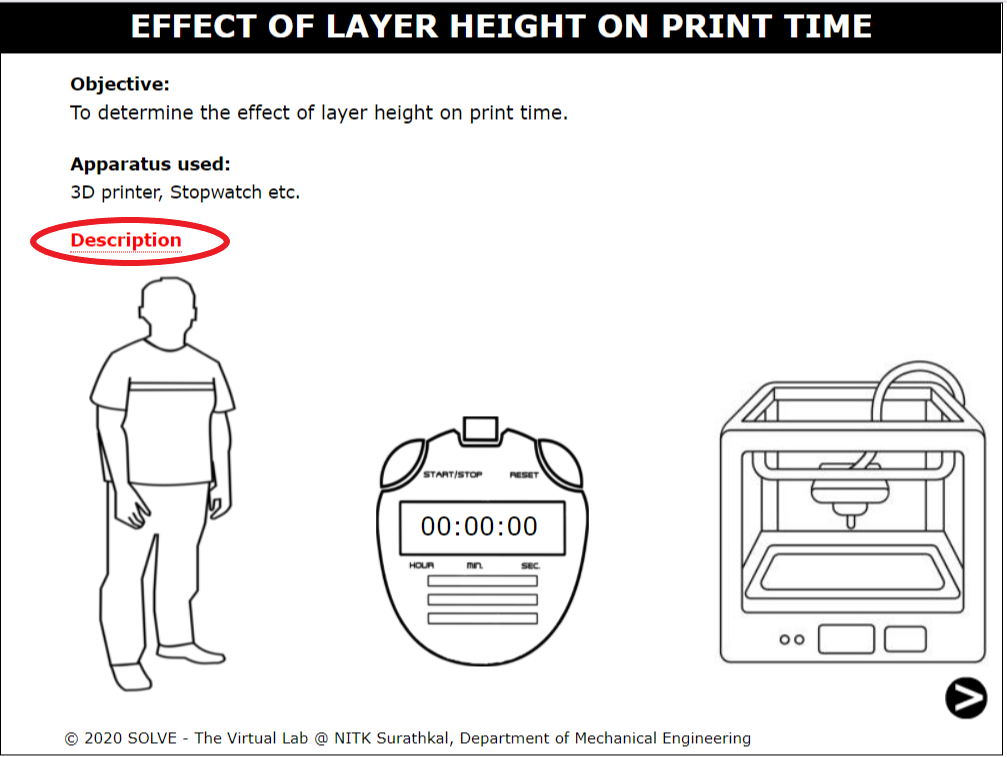 EFFECT OF LAYER HEIGHT ON PRINT TIME
Objective:
To determine the effect of layer height on print time.
Apparatus used:
3D printer, Stopwatch etc.
Description
START/STOP RESET
00:00:00
HOUR MIN. SEC.
© 2020 SOLVE - The Virtual Lab @ NITK Surathkal, Department of Mechanical Engineering